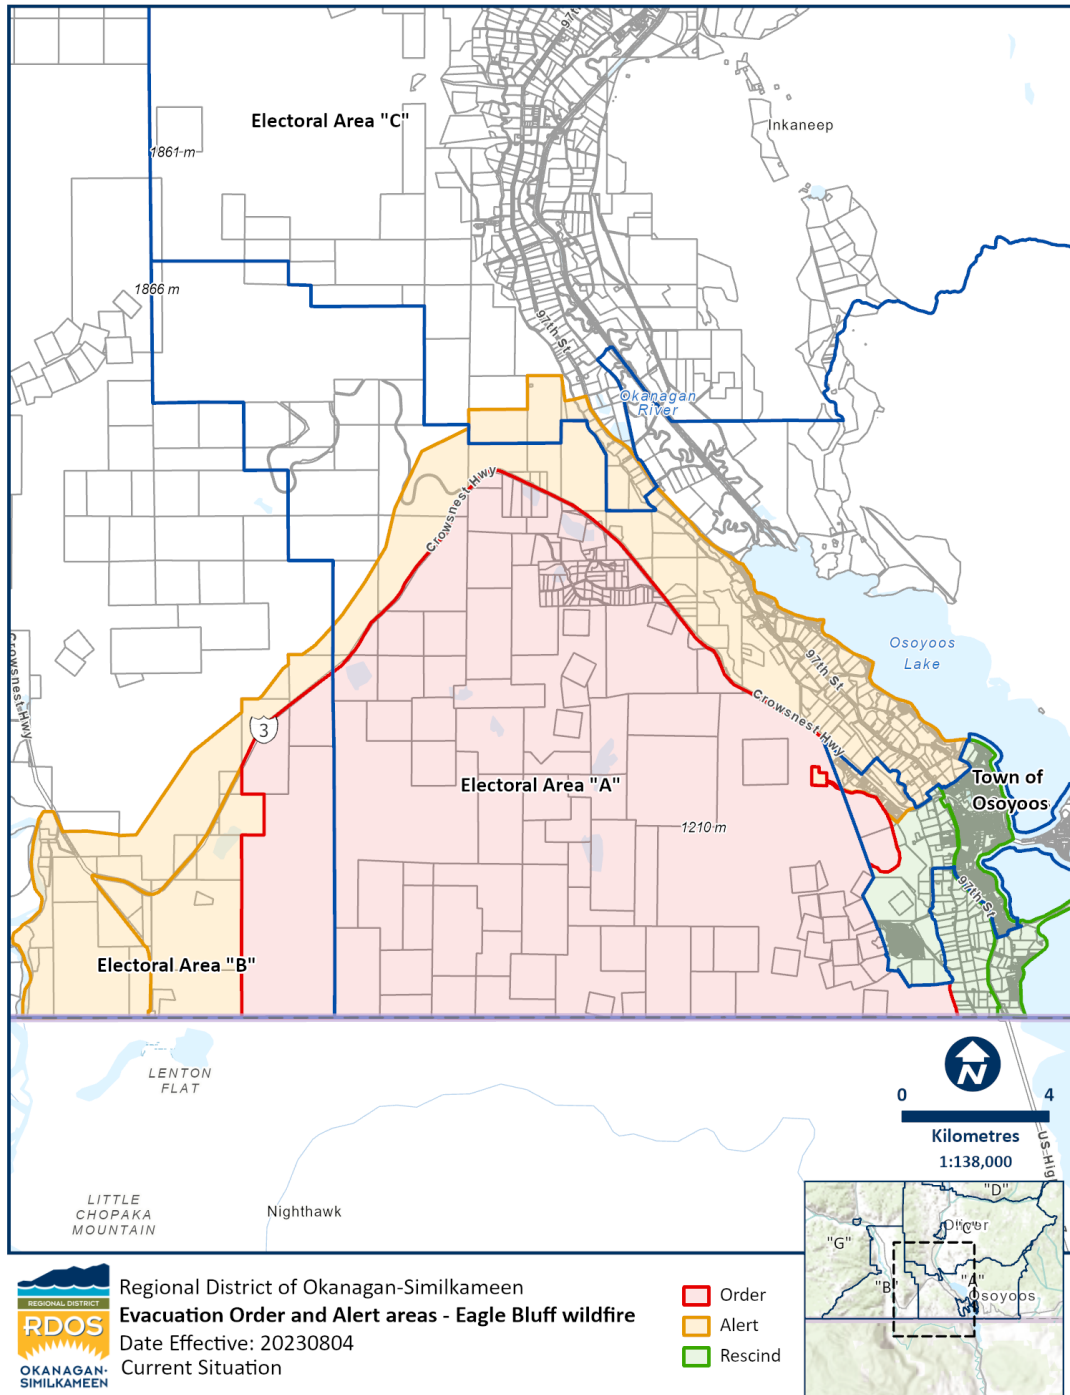 97th
Electoral Area "C"
Inkaneep
1861 m
1866 m
97th St
Okanagan
River
Crowsnest Hwy
Osoyoos
Lake
Crowsnest Hwy
97th St
3
Crowsnest Hwy
Town of
Osoyoos
Electoral Area "A"
1210 m
97th St
Electoral Area "B"
LENTON
FLAT
N
0 4
Kilometres
1:138,000
US High
LITTLE
CHOPAKA
MOUNTAIN
Nighthawk
"D"
"C"
"G"
"B"
"A"
Osoyoos
REGIONAL DISTRICT
RDOS
OKANAGAN-
SIMILKAMEEN
Regional District of Okanagan-Similkameen
Evacuation Order and Alert areas - Eagle Bluff wildfire
Date Effective: 20230804
Current Situation
Order
Alert
Rescind